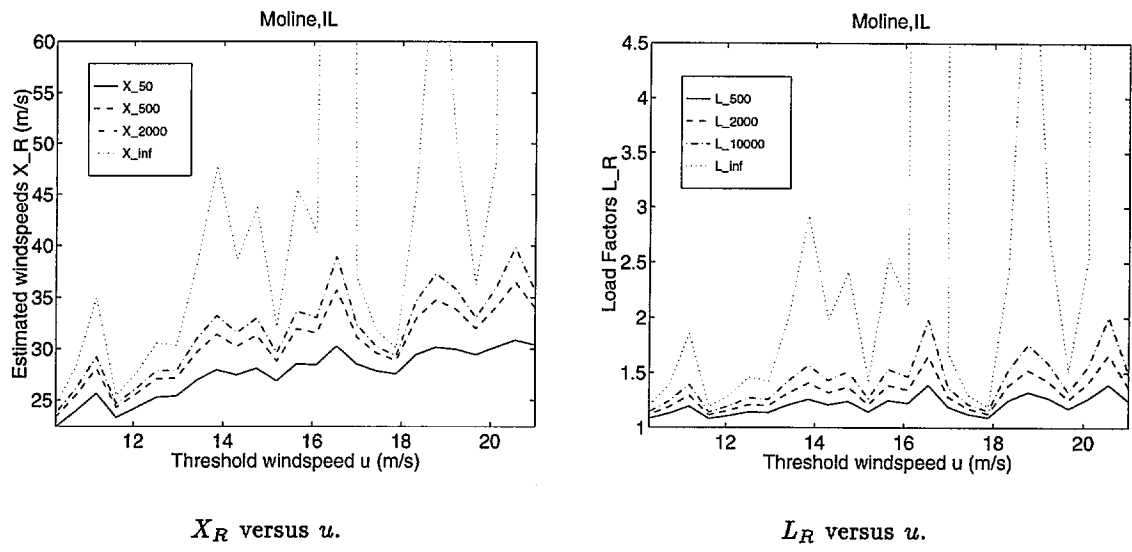 Moline,IL
Estimated windspeeds X_R (m/s)
60
55
50
45
40
35
30
25
X_50
X_500
X_2000
X_inf
12
14
16
18
20
Threshold windspeed u (m/s)
X_R versus u.
Moline,IL
Load Factors L_R
4.5
4
3.5
3
2.5
2
1.5
1
L_500
L_2000
L_10000
L_inf
12
14
16
18
20
Threshold windspeed u (m/s)
L_R versus u.